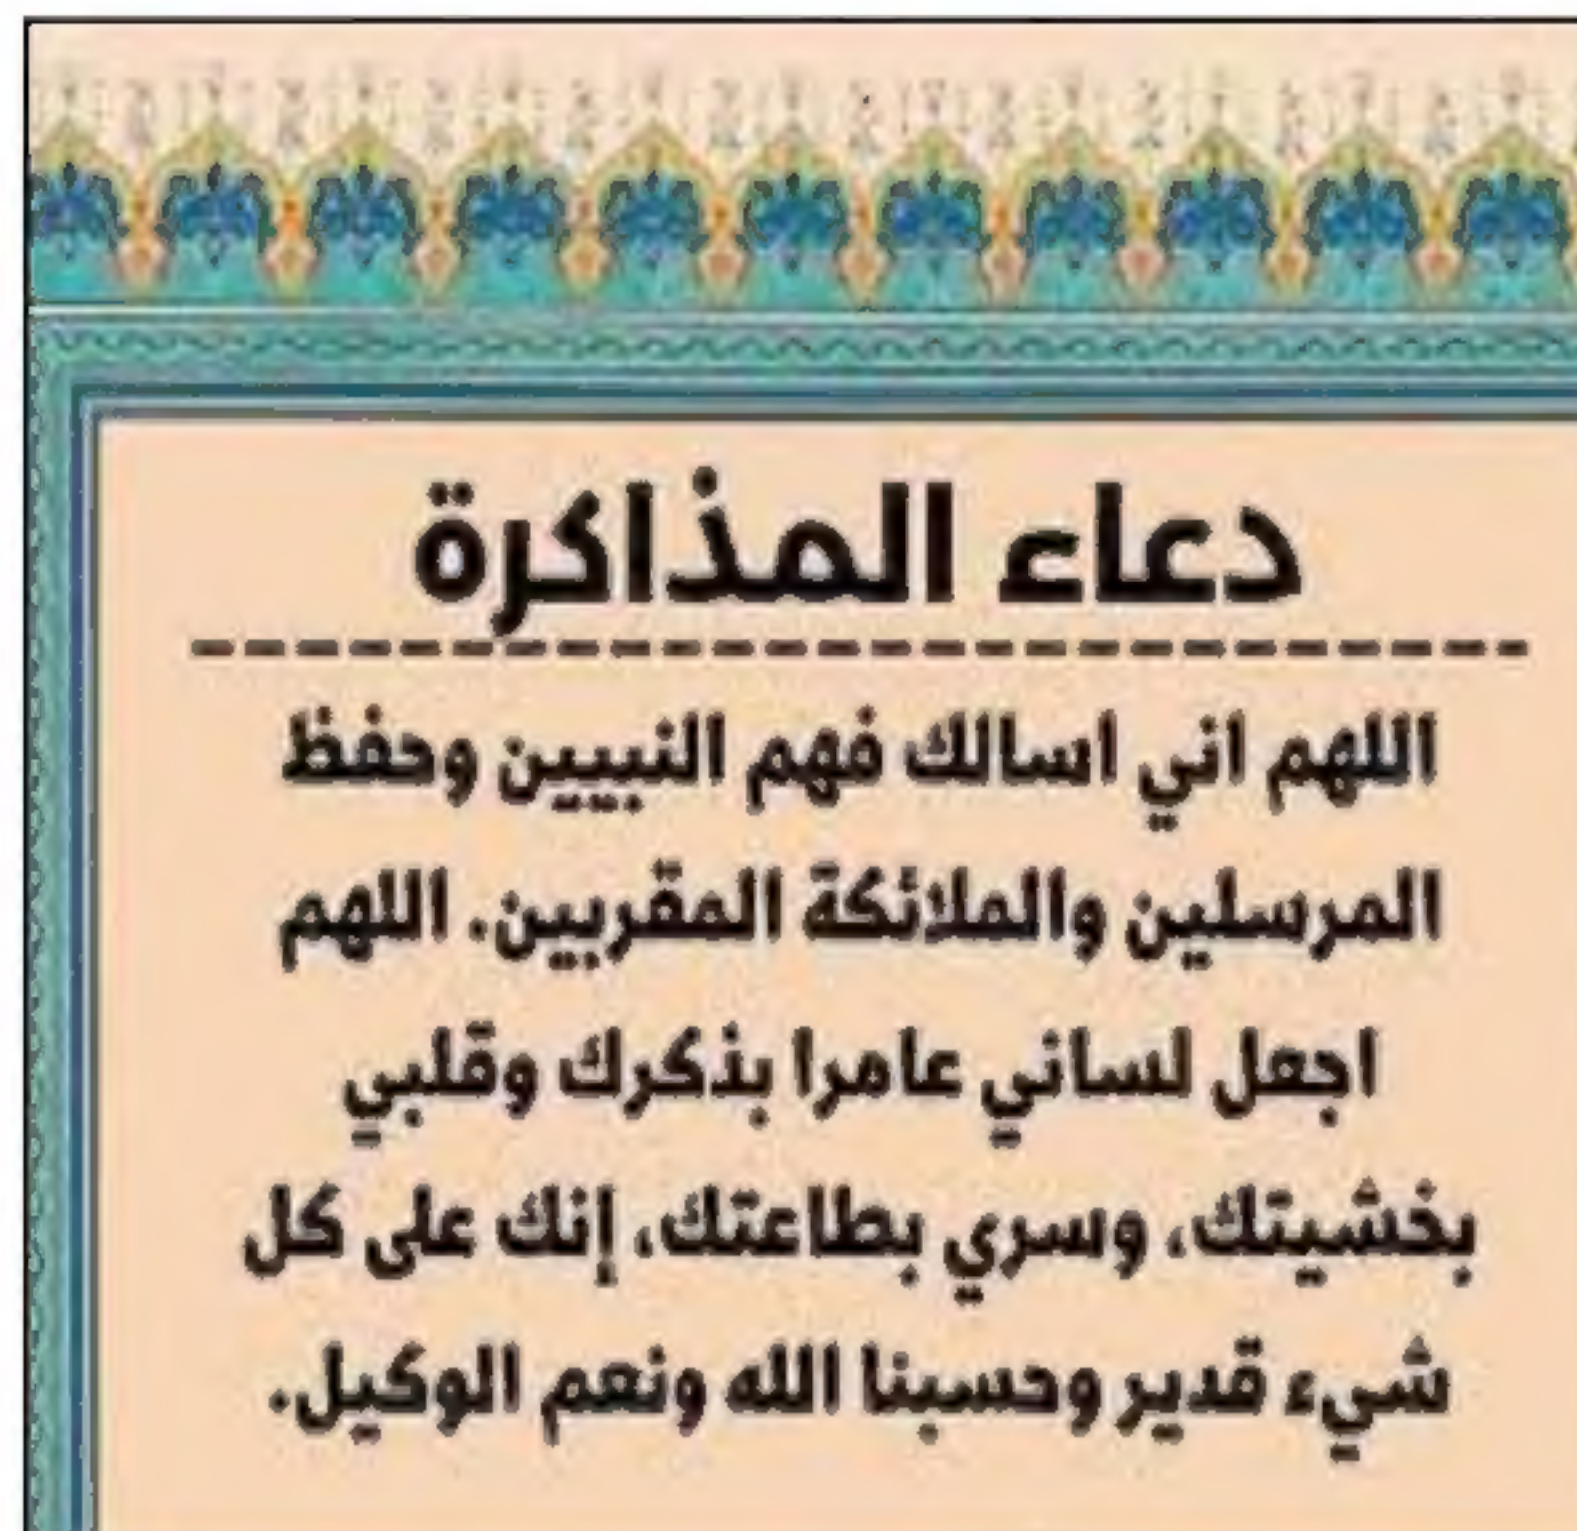 دعاء المذاكرة
اللهم اني اسالك فهم النبيين وحفظ
المرسلين والملائكة المقربين. اللهم
اجعل لساني عامرا بذكرك وقلبي
بخشيتك، وسري بطاعتك، إنك على كل
شيء قدير وحسبنا الله ونعم الوكيل.